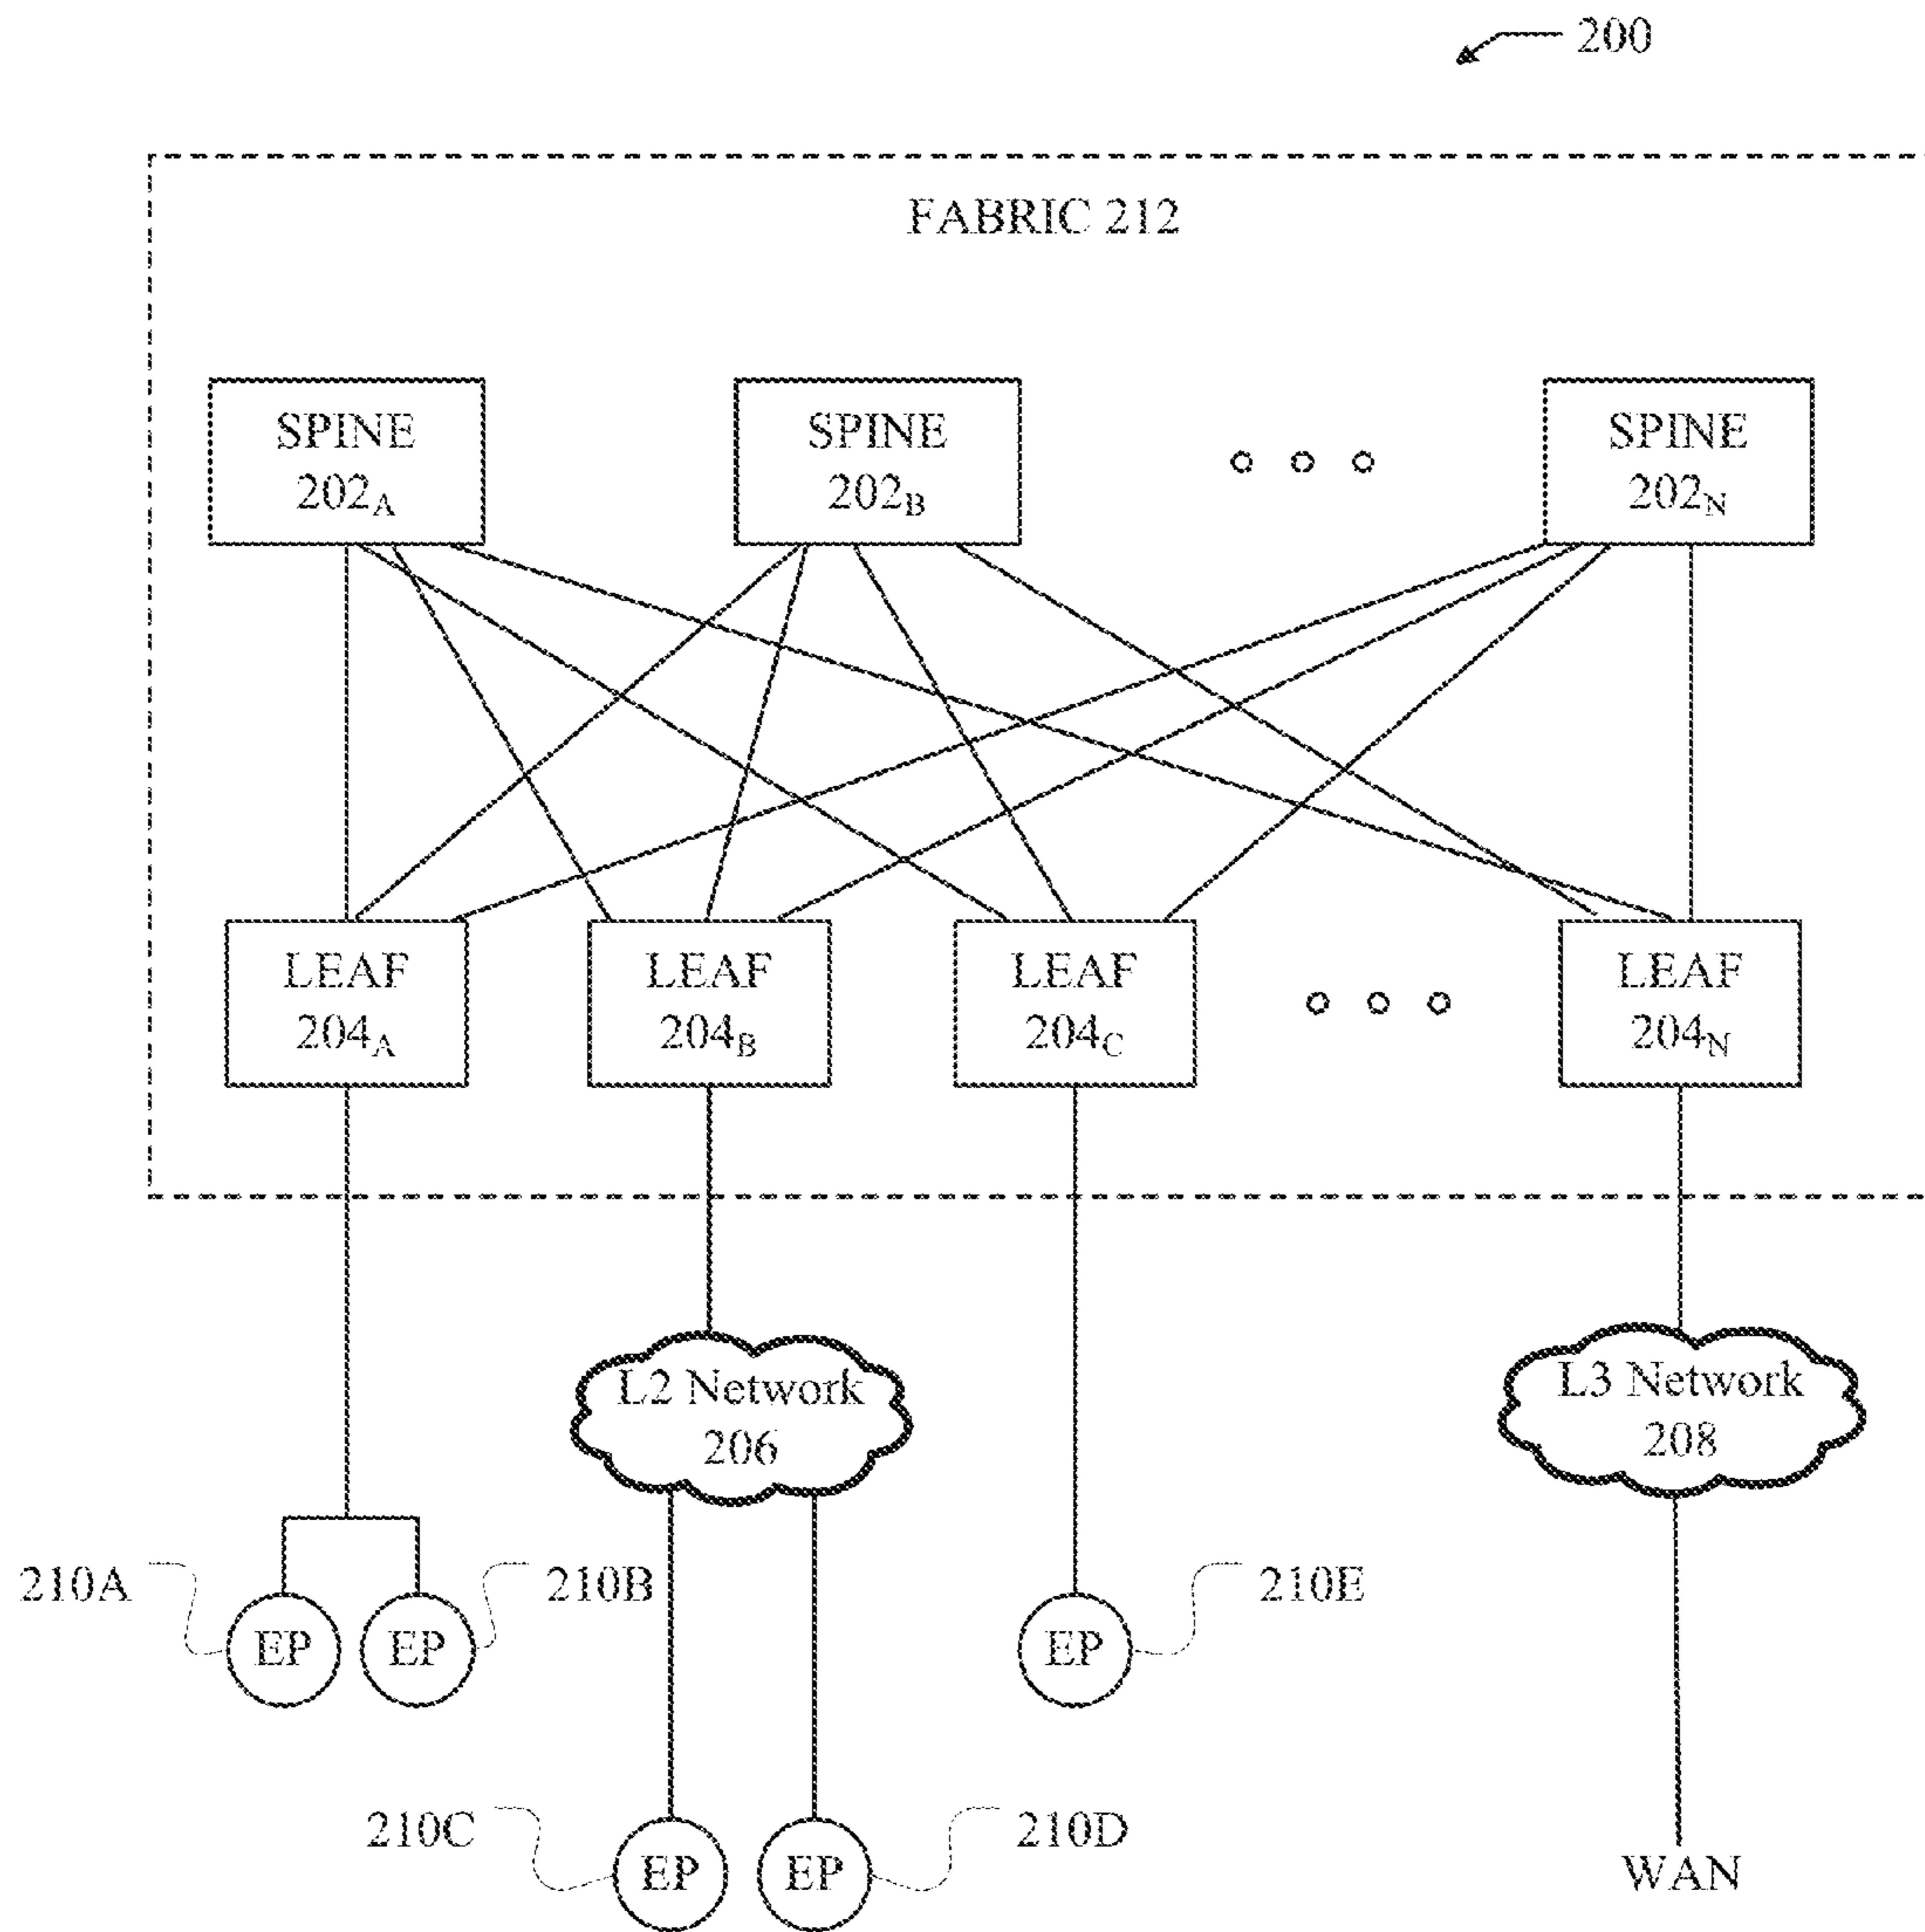 200
FABRIC 212
SPINE
202A
SPINE
202B
SPINE
202N
LEAF
204A
LEAF
204B
LEAF
204C
LEAF
204N
L2 Network
206
L3 Network
208
210A
EP
EP
210B
EP
210E
210C
EP
EP
210D
WAN